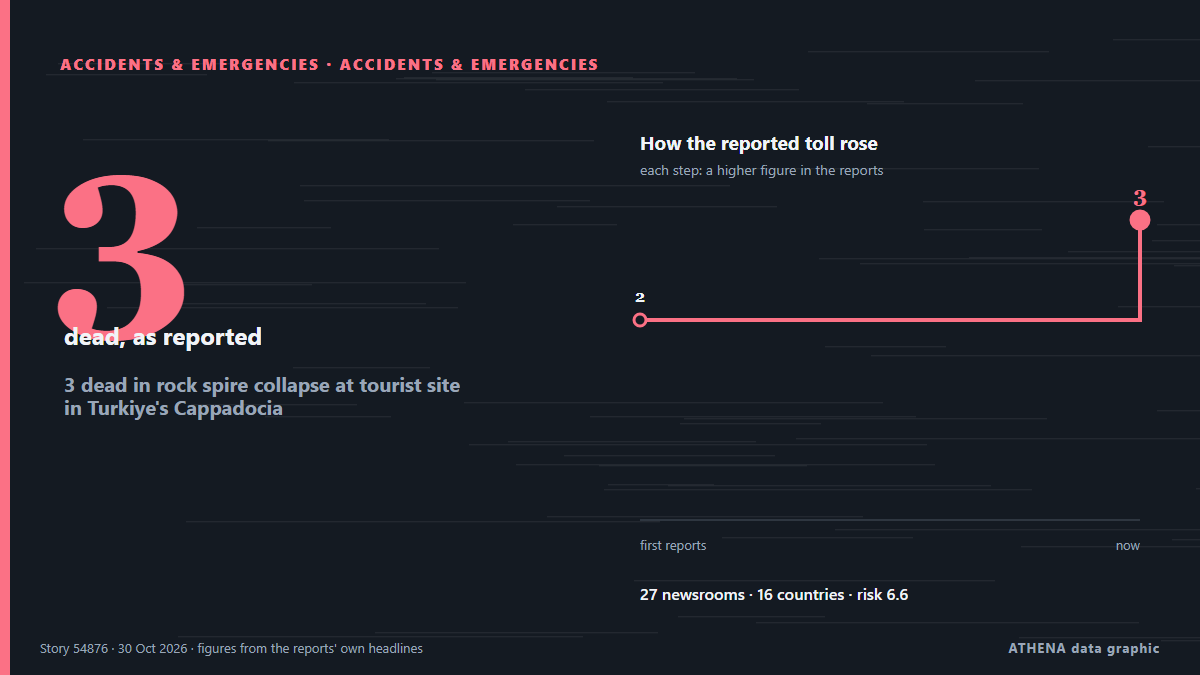 ACCIDENTS & EMERGENCIES · ACCIDENTS & EMERGENCIES
3
dead, as reported
3 dead in rock spire collapse at tourist site
in Turkiye's Cappadocia
How the reported toll rose
each step: a higher figure in the reports
3
2
first reports
now
27 newsrooms · 16 countries · risk 6.6
Story 54876 · 30 Oct 2026 · figures from the reports' own headlines
ATHENA data graphic